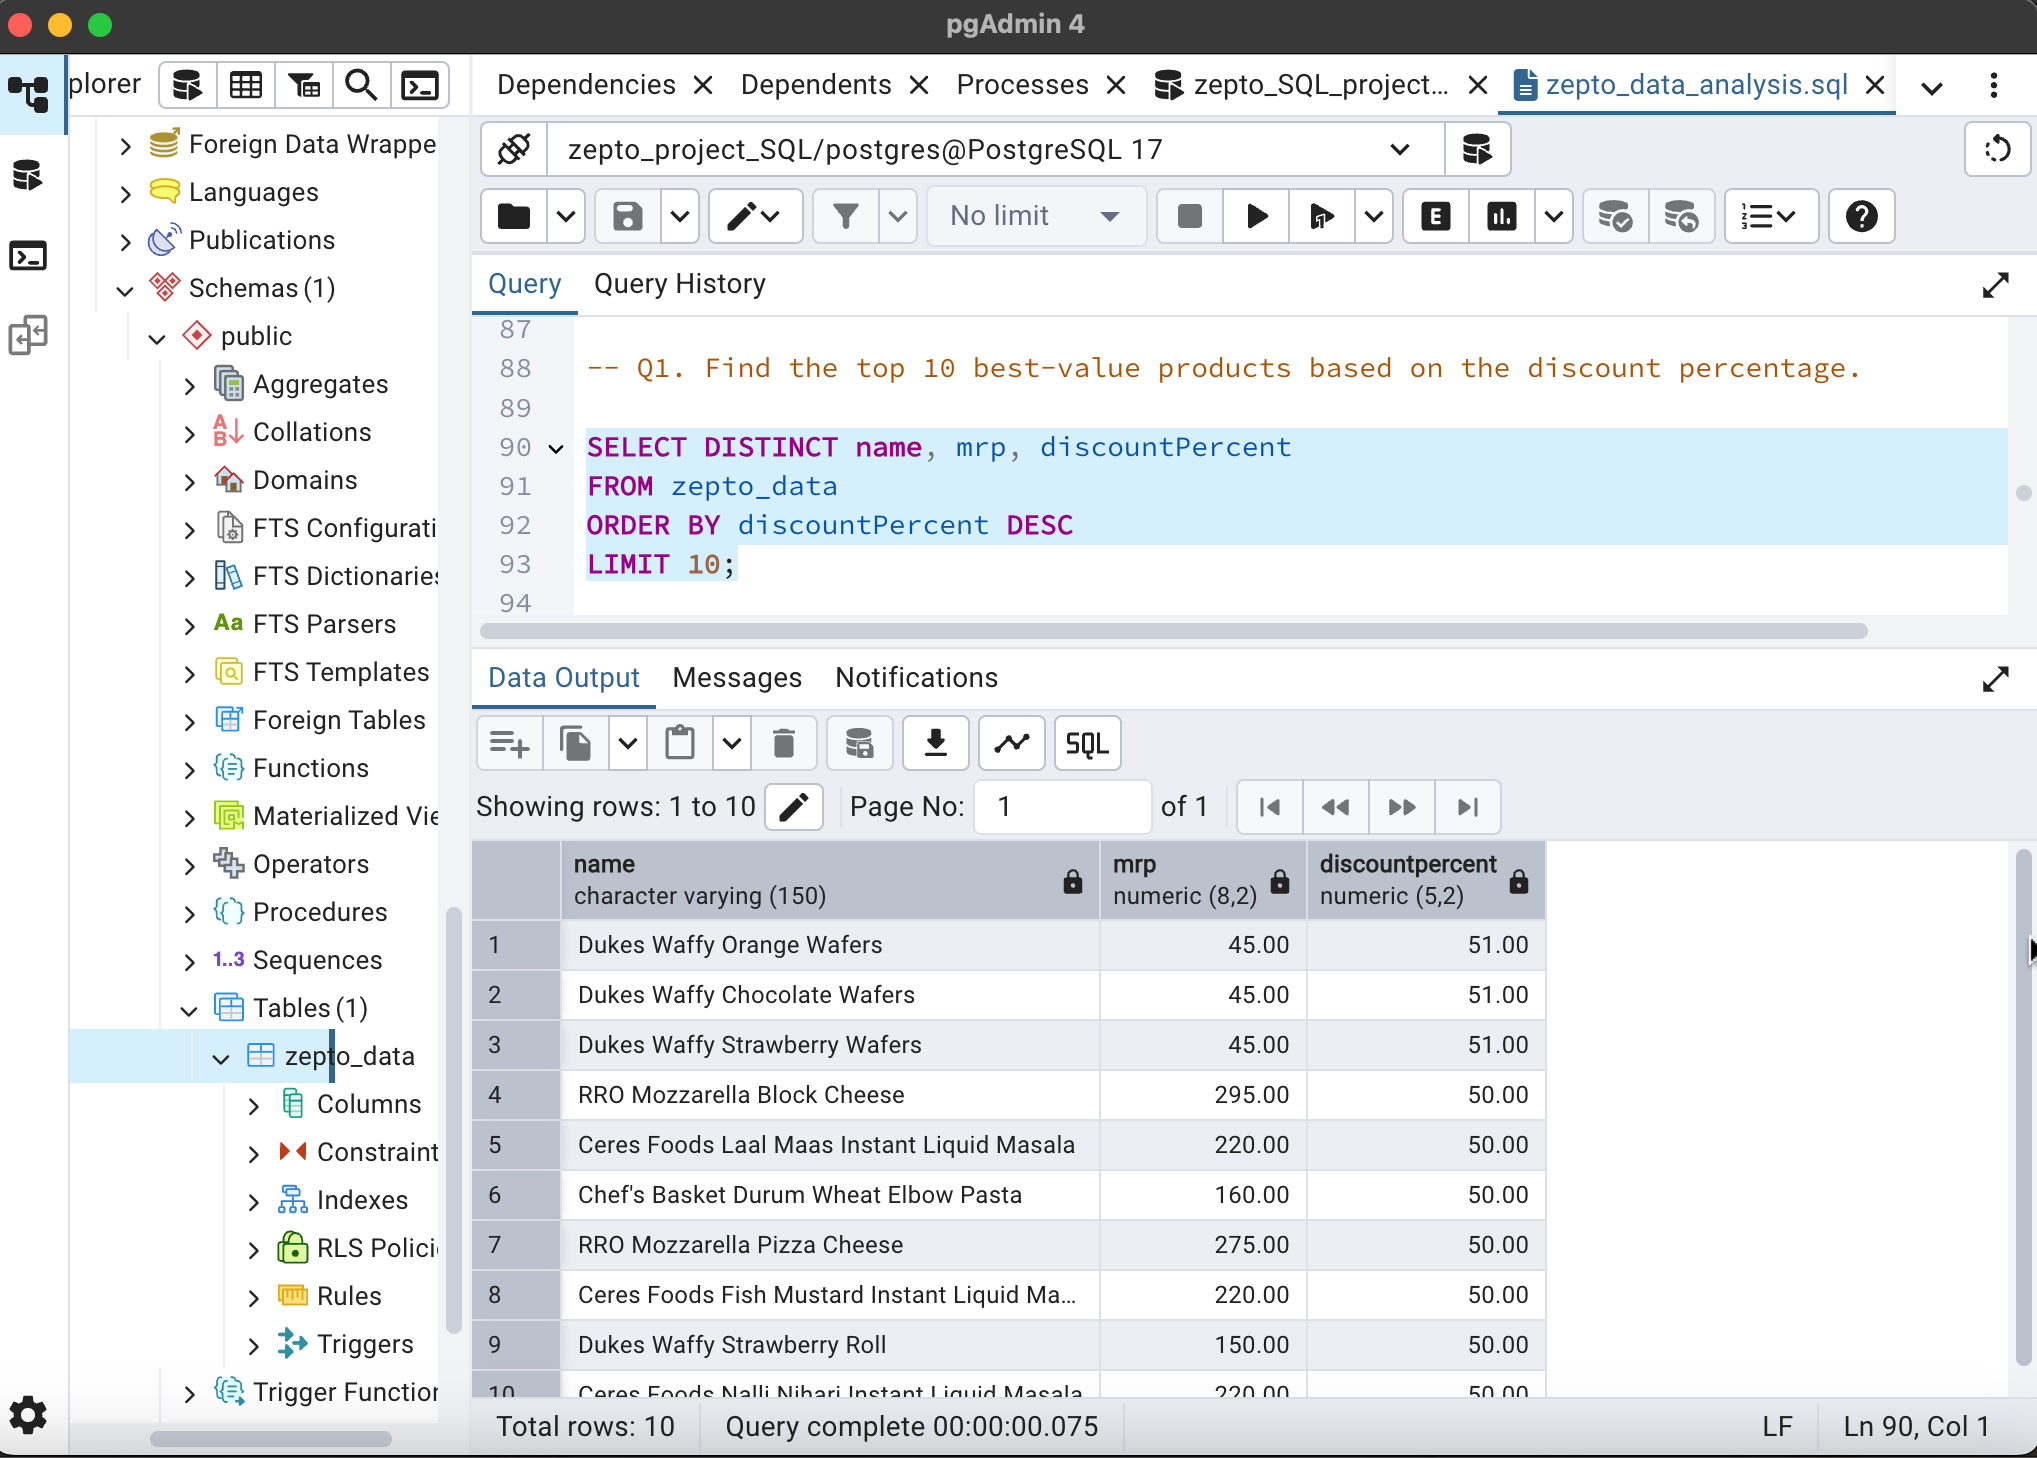 pgAdmin 4
plorer
Dependencies
Dependents
Processes
zepto_SQL_project...
zepto_data_analysis.sql
Foreign Data Wrappe
Languages
Publications
Schemas (1)
public
Aggregates
Collations
Domains
FTS Configurati
FTS Dictionaries
Aa FTS Parsers
FTS Templates
Foreign Tables
Functions
Materialized Vie
Operators
Procedures
1..3 Sequences
Tables (1)
zepto_data
Columns
Constraint
Indexes
RLS Polici
Rules
Triggers
Trigger Function
zepto_project_SQL/postgres@PostgreSQL 17
No limit
E
Query
Query History
87
88 -- Q1. Find the top 10 best-value products based on the discount percentage.
89
90 SELECT DISTINCT name, mrp, discountPercent
91 FROM zepto_data
92 ORDER BY discountPercent DESC
93 LIMIT 10;
94
Data Output
Messages
Notifications
SQL
Showing rows: 1 to 10
Page No: 1 of 1
name mrp discountpercent
character varying (150) numeric (8,2) numeric (5,2)
1 Dukes Waffy Orange Wafers 45.00 51.00
2 Dukes Waffy Chocolate Wafers 45.00 51.00
3 Dukes Waffy Strawberry Wafers 45.00 51.00
4 RRO Mozzarella Block Cheese 295.00 50.00
5 Ceres Foods Laal Maas Instant Liquid Masala 220.00 50.00
6 Chef's Basket Durum Wheat Elbow Pasta 160.00 50.00
7 RRO Mozzarella Pizza Cheese 275.00 50.00
8 Ceres Foods Fish Mustard Instant Liquid Ma... 220.00 50.00
9 Dukes Waffy Strawberry Roll 150.00 50.00
10 Ceres Foods Nalli Nihari Instant Liquid Masala 220.00 50.00
Total rows: 10
Query complete 00:00:00.075
LF
Ln 90, Col 1